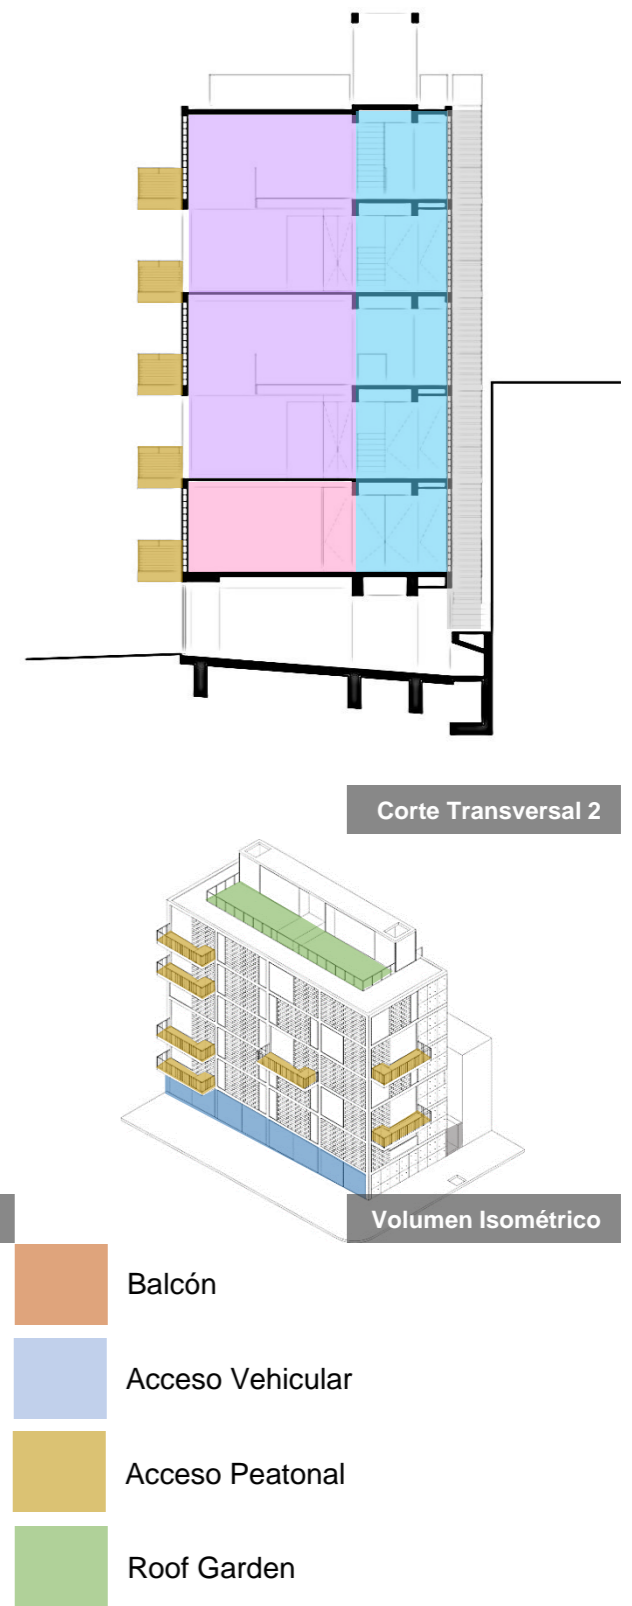 Corte Transversal 2
Volumen Isométrico
Balcón
Acceso Vehicular
Acceso Peatonal
Roof Garden